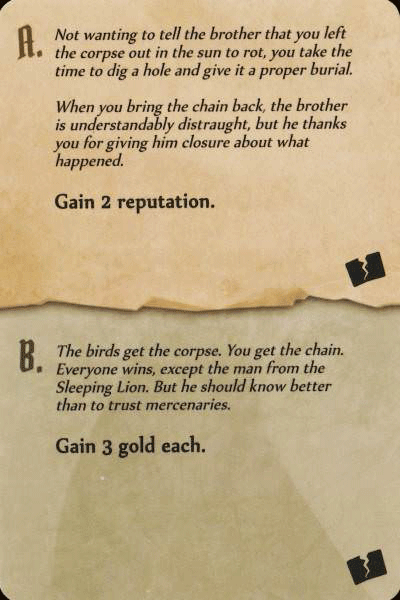 A. Not wanting to tell the brother that you left
the corpse out in the sun to rot, you take the
time to dig a hole and give it a proper burial.
When you bring the chain back, the brother
is understandably distraught, but he thanks
you for giving him closure about what
happened.
Gain 2 reputation.
B. The birds get the corpse. You get the chain.
Everyone wins, except the man from the
Sleeping Lion. But he should know better
than to trust mercenaries.
Gain 3 gold each.